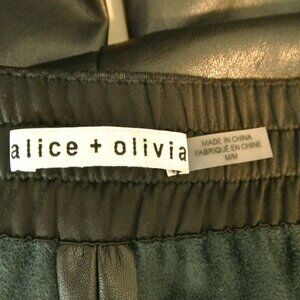 alice + olivia
MADE IN CHINA
FABRIQUÉ EN CHINE
M/M